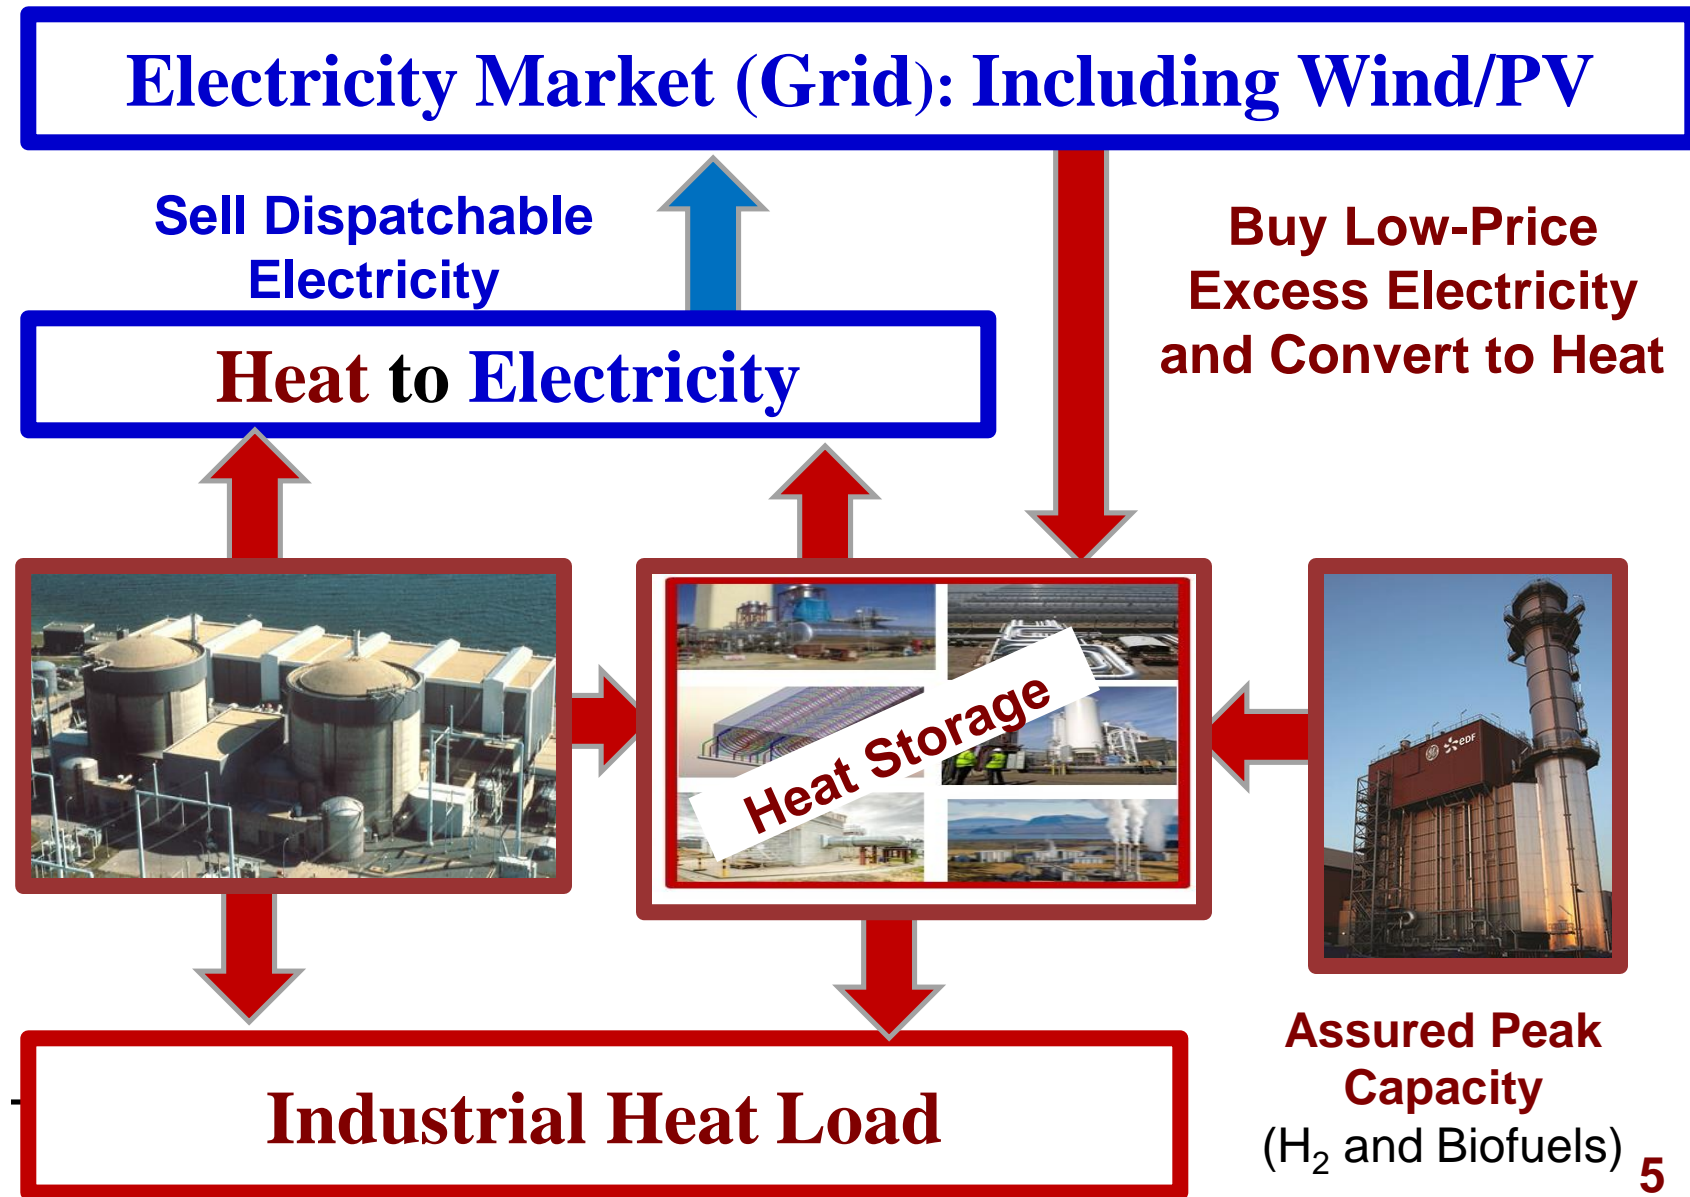 Electricity Market (Grid): Including Wind/PV
Sell Dispatchable
Electricity
Buy Low-Price
Excess Electricity
and Convert to Heat
Heat to Electricity
Heat Storage
eDF
Assured Peak
Capacity
(H₂ and Biofuels)
Industrial Heat Load
5